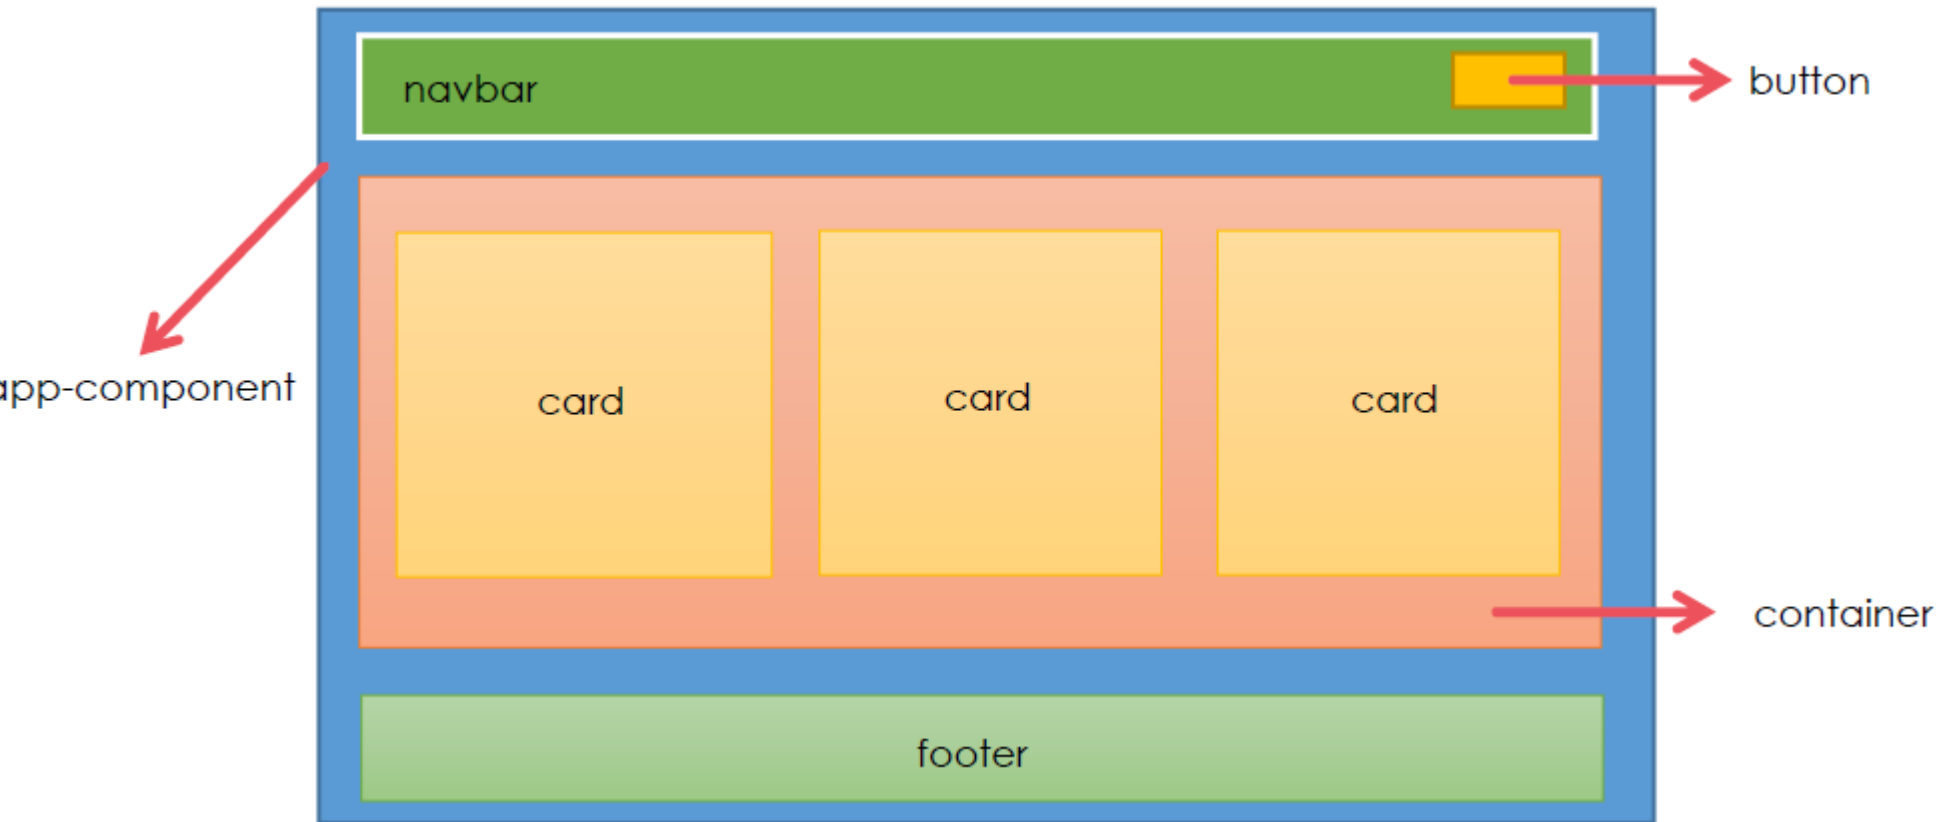 navbar
button
app-component
card
card
card
container
footer